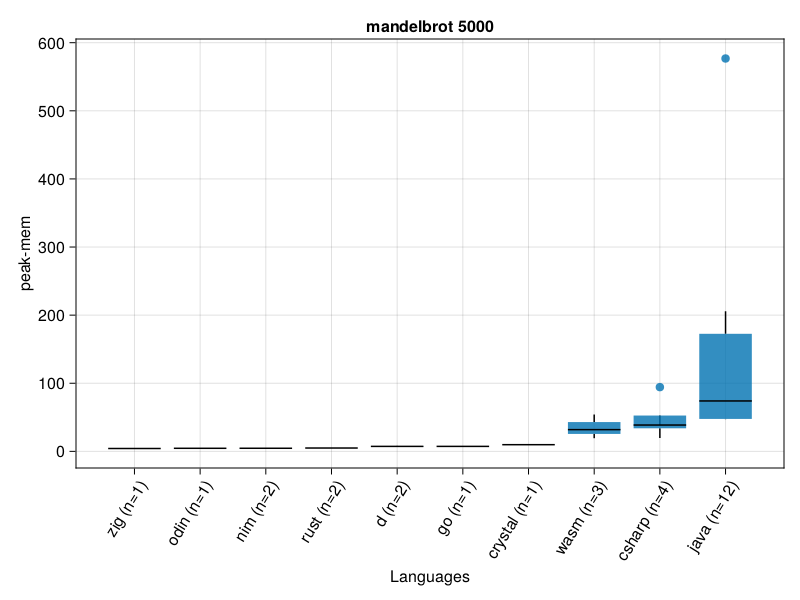 mandelbrot 5000
peak-mem
600
500
400
300
200
100
0
zig (n=1)
odin (n=1)
nim (n=2)
rust (n=2)
d (n=2)
go (n=1)
crystal (n=1)
wasm (n=3)
csharp (n=4)
java (n=12)
Languages